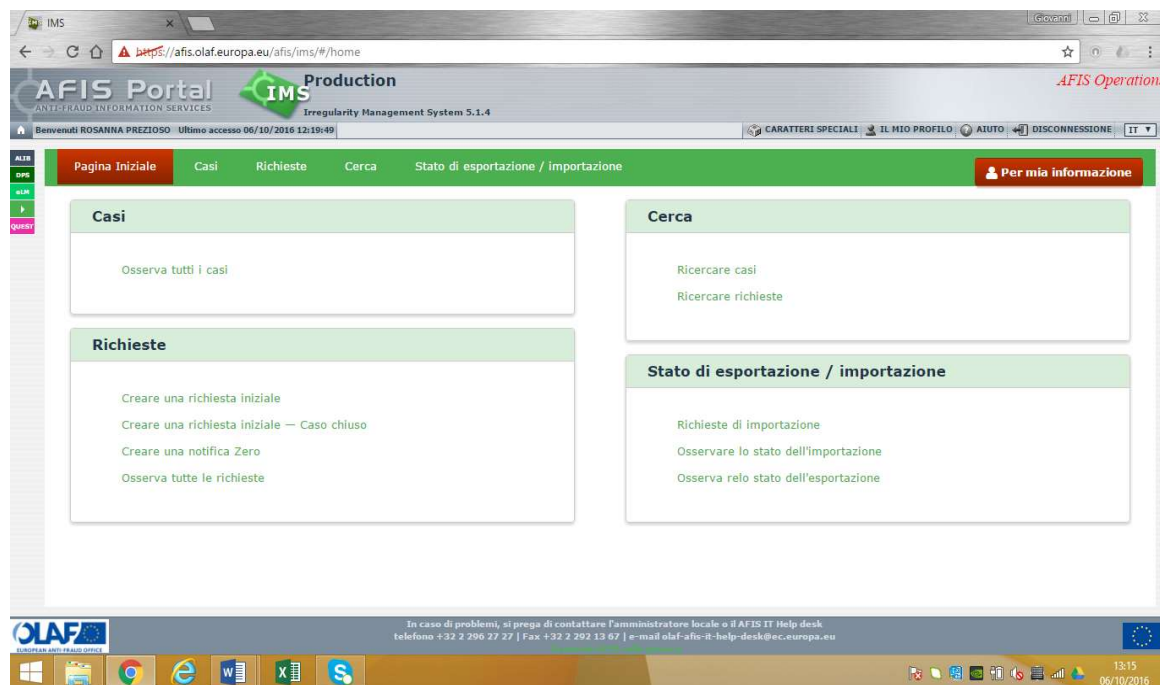 IMS
Giovanni
https://afis.olaf.europa.eu/afis/ims/#/home
AFIS Portal
ANTI-FRAUD INFORMATION SERVICES
IMS
Production
Irregularity Management System 5.1.4
AFIS Operation
Benvenuti ROSANNA PREZIOSO Ultimo accesso 06/10/2016 12:19:49
CARATTERI SPECIALI IL MIO PROFILO AIUTO DISCONNESSIONE IT
ALIB
DPS
eLM
QUEST
Pagina Iniziale Casi Richieste Cerca Stato di esportazione / importazione
Per mia informazione
Casi
Osserva tutti i casi
Richieste
Creare una richiesta iniziale
Creare una richiesta iniziale — Caso chiuso
Creare una notifica Zero
Osserva tutte le richieste
Cerca
Ricercare casi
Ricercare richieste
Stato di esportazione / importazione
Richieste di importazione
Osservare lo stato dell'importazione
Osserva relo stato dell'esportazione
OLAF
EUROPEAN ANTI-FRAUD OFFICE
In caso di problemi, si prega di contattare l'amministratore locale o il AFIS IT Help desk
telefono +32 2 296 27 27 | Fax +32 2 292 13 67 | e-mail olaf-afis-it-help-desk@ec.europa.eu
13:15
06/10/2016